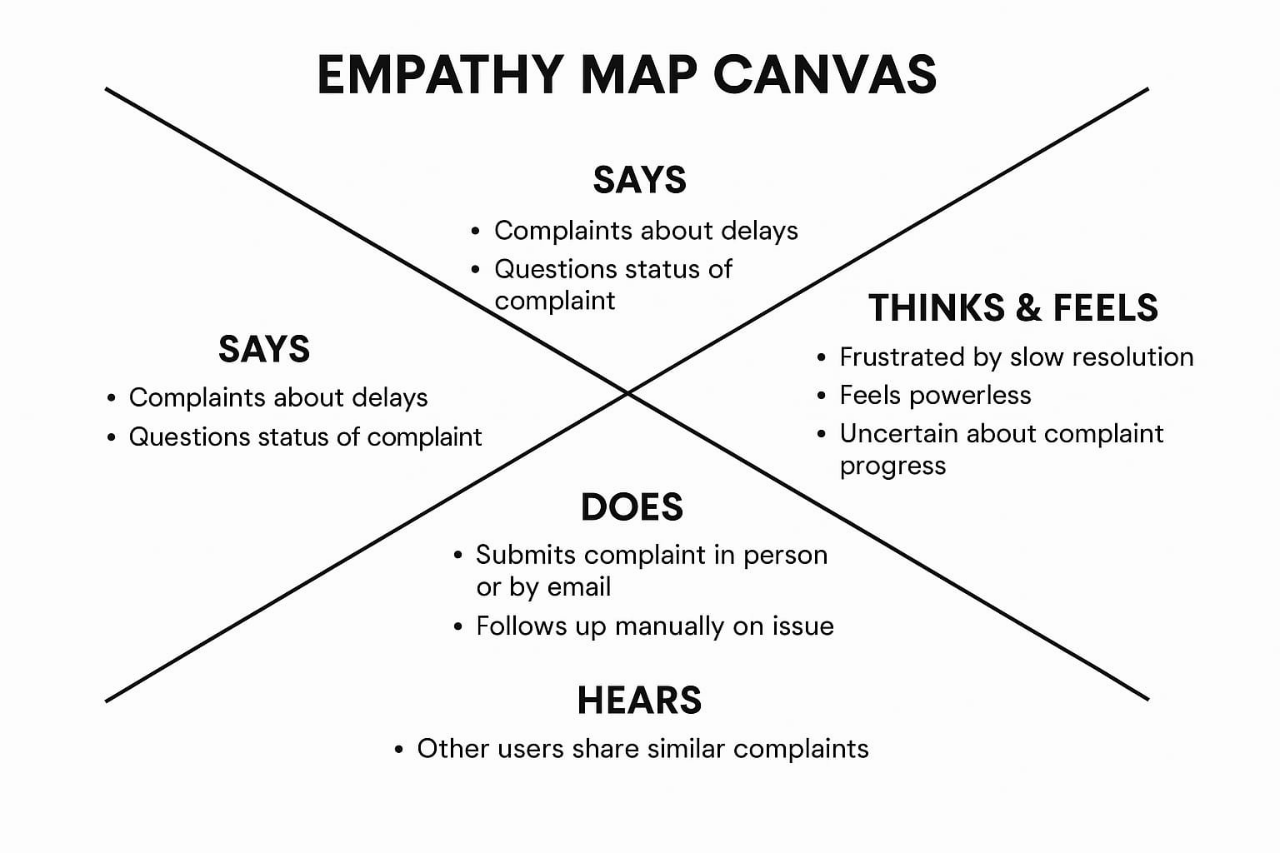 EMPATHY MAP CANVAS
SAYS
• Complaints about delays
• Questions status of
complaint
SAYS
• Complaints about delays
• Questions status of complaint
THINKS & FEELS
• Frustrated by slow resolution
• Feels powerless
• Uncertain about complaint
progress
DOES
• Submits complaint in person
or by email
• Follows up manually on issue
HEARS
• Other users share similar complaints